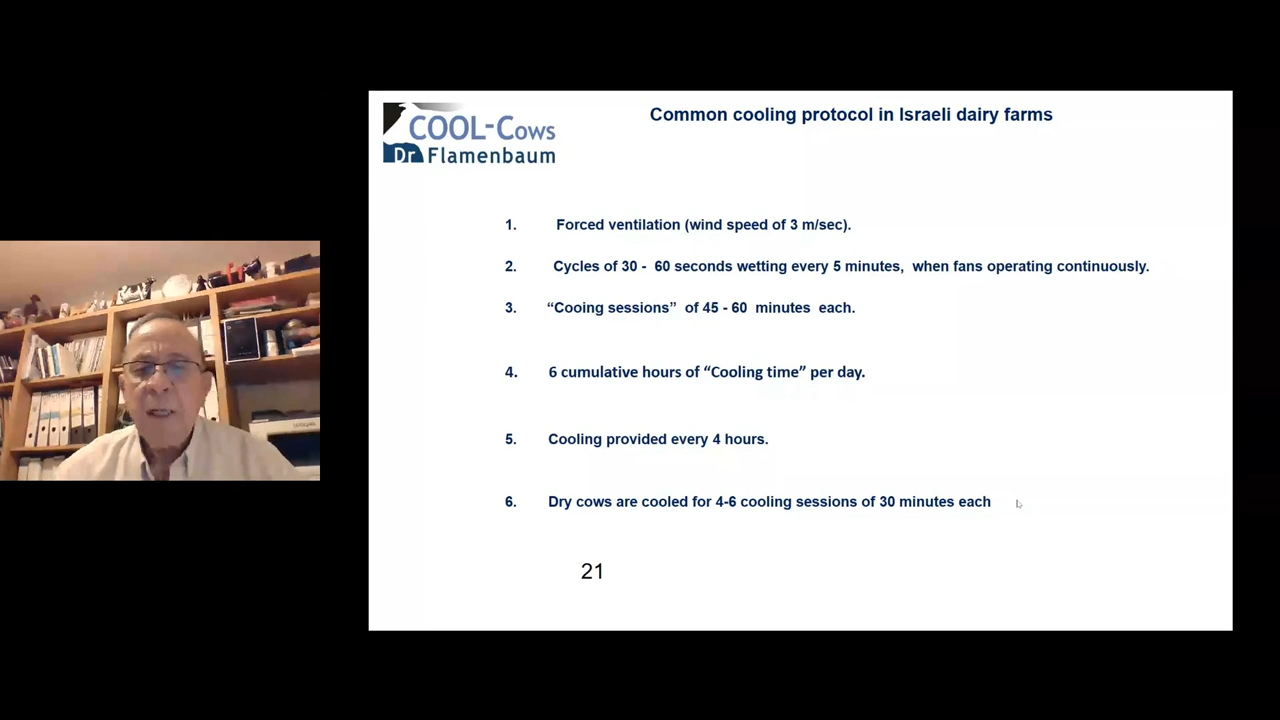 COOL-Cows
Dr Flamenbaum
Common cooling protocol in Israeli dairy farms
1. Forced ventilation (wind speed of 3 m/sec).
2. Cycles of 30 - 60 seconds wetting every 5 minutes, when fans operating continuously.
3. “Cooing sessions” of 45 - 60 minutes each.
4. 6 cumulative hours of “Cooling time” per day.
5. Cooling provided every 4 hours.
6. Dry cows are cooled for 4-6 cooling sessions of 30 minutes each
21